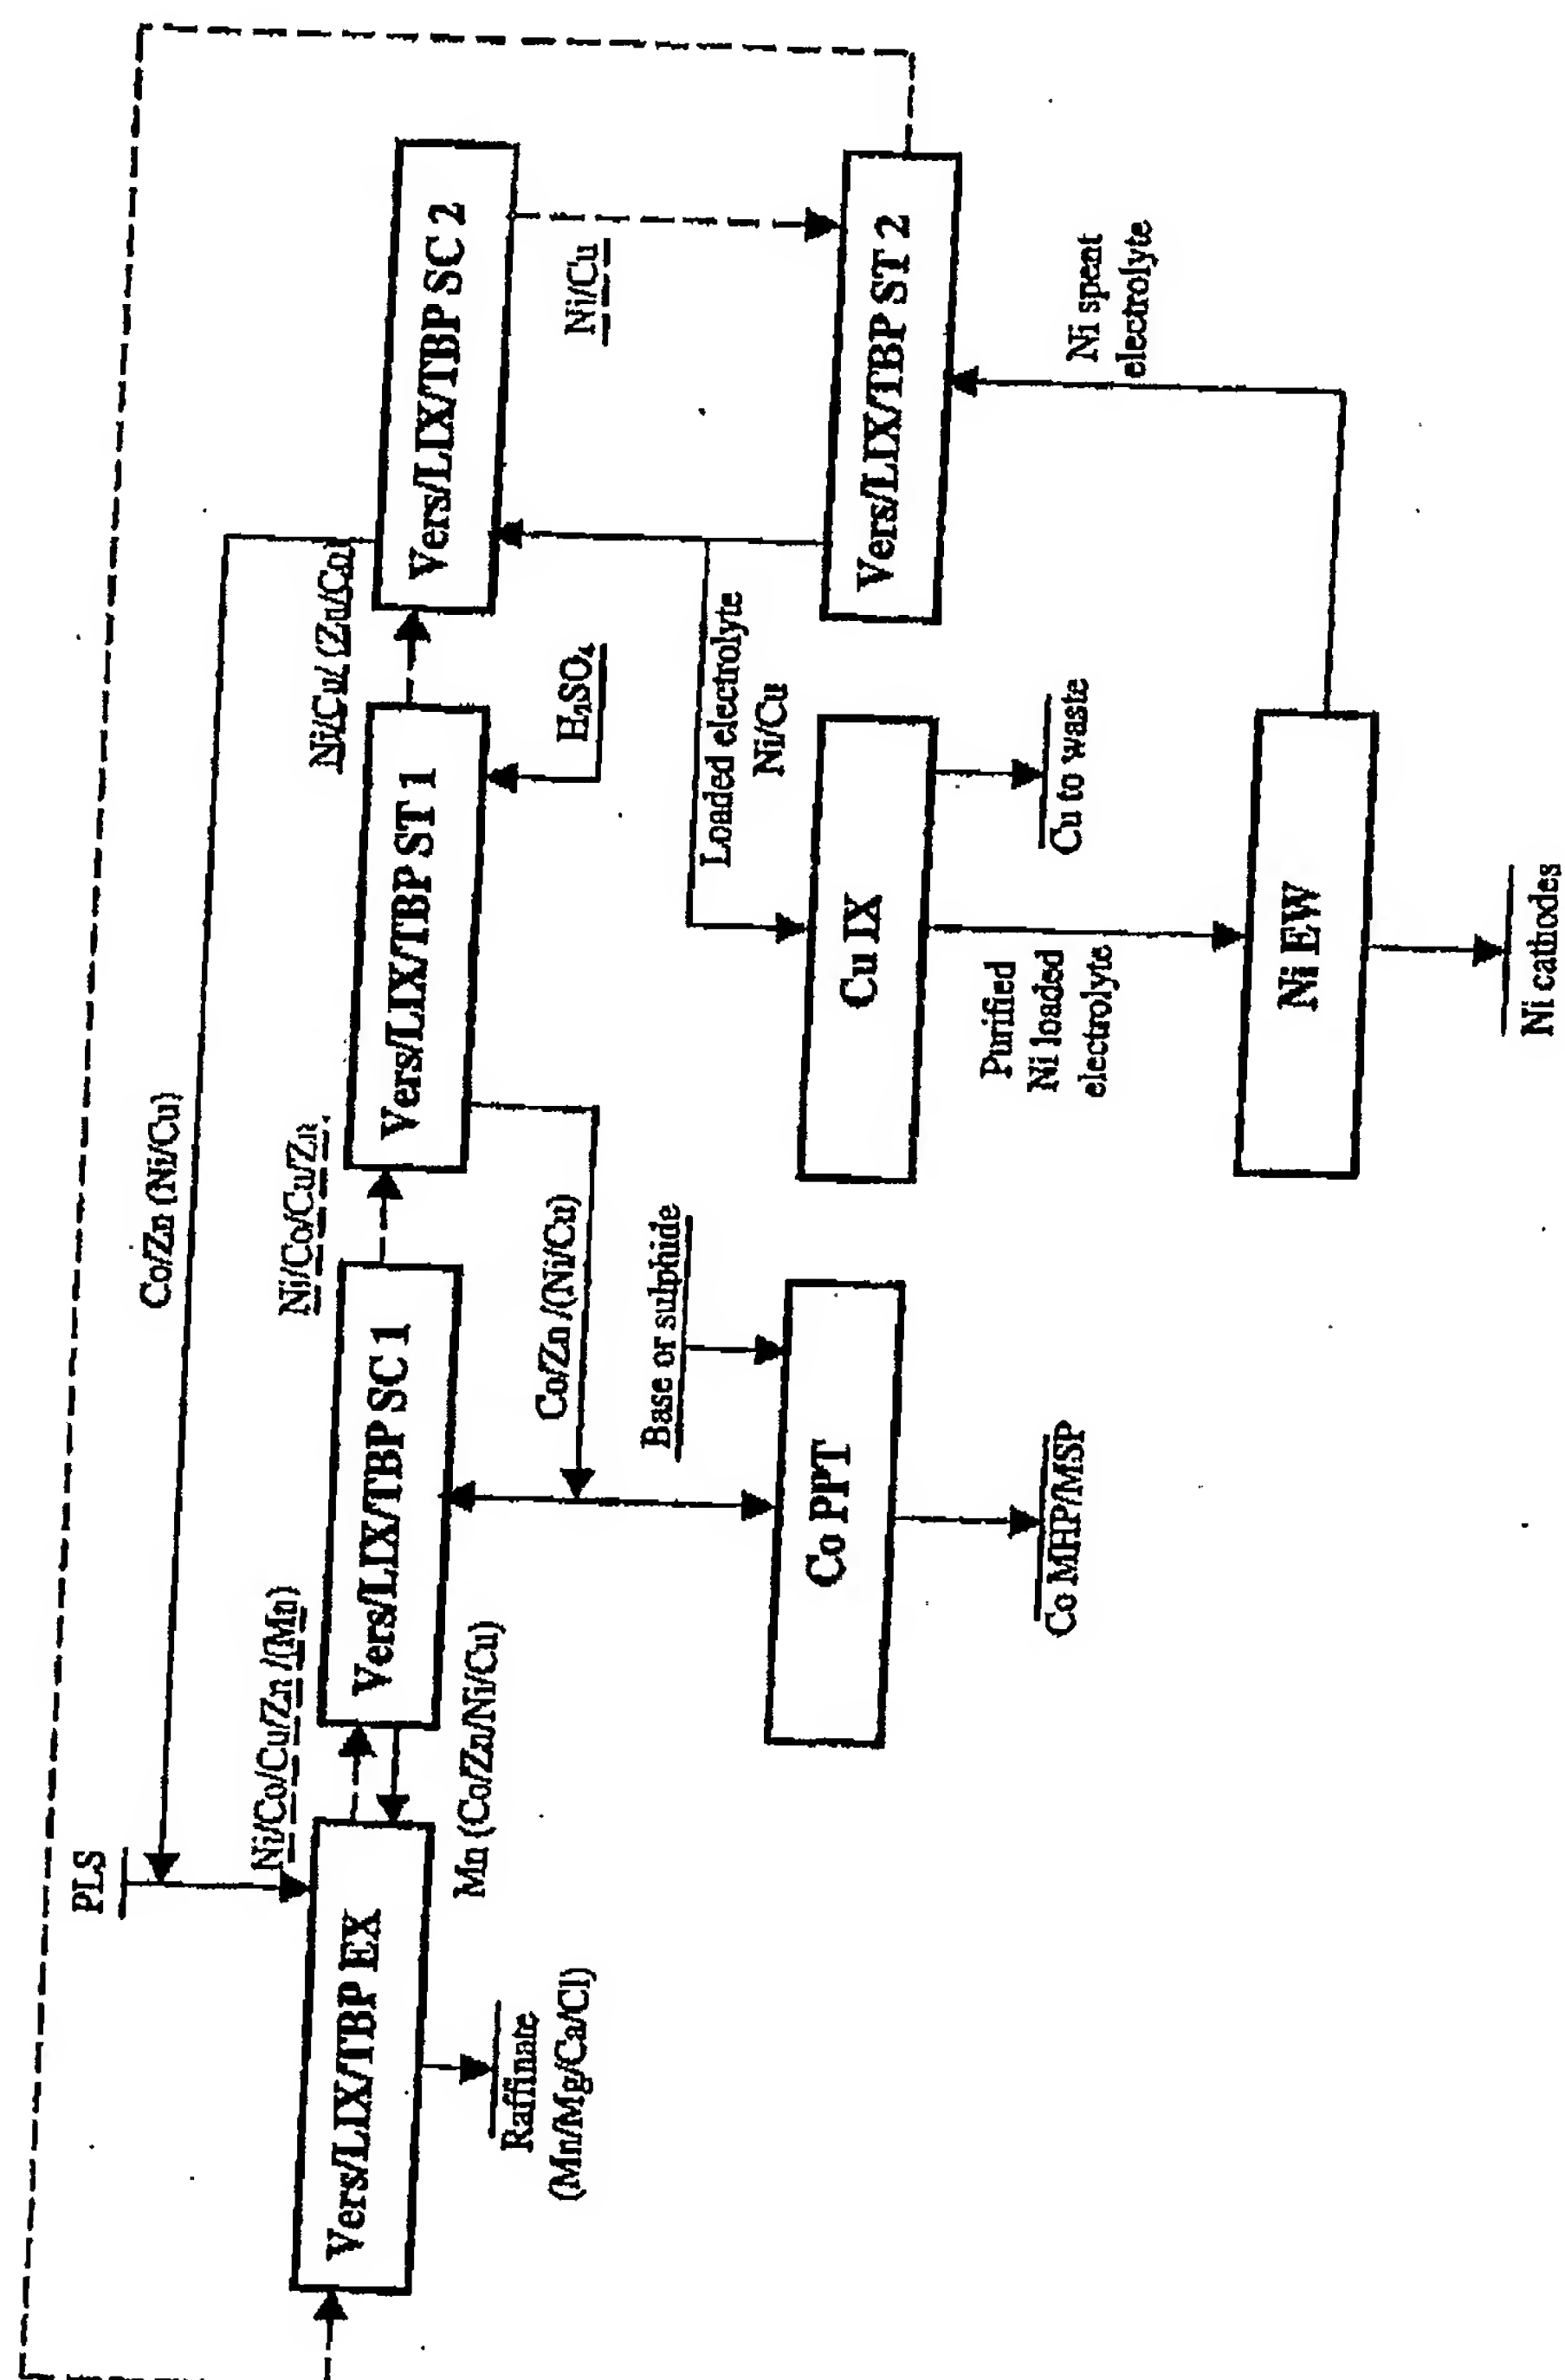 PLS
Co/Zn (Ni/Cu)
Ni/Co/Cu/Zn /(Mn)
Ni/Co/Cu/Zn
Ni/Cu/ (Zn/Co)
Vers/LIX/TBP EX
Vers/LIX/TBP SC 1
Vers/LIX/TBP ST 1
Vers/LIX/TBP SC 2
Mn (Co/Zn/Ni/Cu)
Raffinate
(Mn/Mg/Ca/Cl)
Co/Zn /(Ni/Cu)
H₂SO₄
Ni/Cu
Base or sulphide
Loaded electrolyte
Ni/Cu
Co PPT
Cu IX
Vers/LIX/TBP ST 2
Co MHP/MSP
Cu to waste
Purified
Ni loaded
electrolyte
Ni spent
electrolyte
Ni EW
Ni cathodes